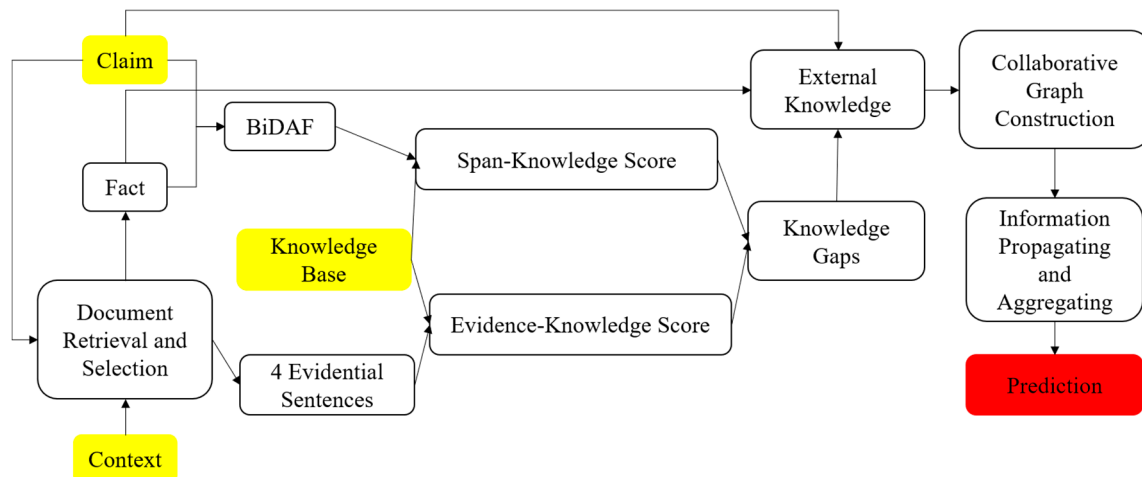 Claim
BiDAF
Fact
Knowledge
Base
Document
Retrieval and
Selection
4 Evidential
Sentences
Context
Span-Knowledge Score
Evidence-Knowledge Score
External
Knowledge
Knowledge
Gaps
Collaborative
Graph
Construction
Information
Propagating
and
Aggregating
Prediction